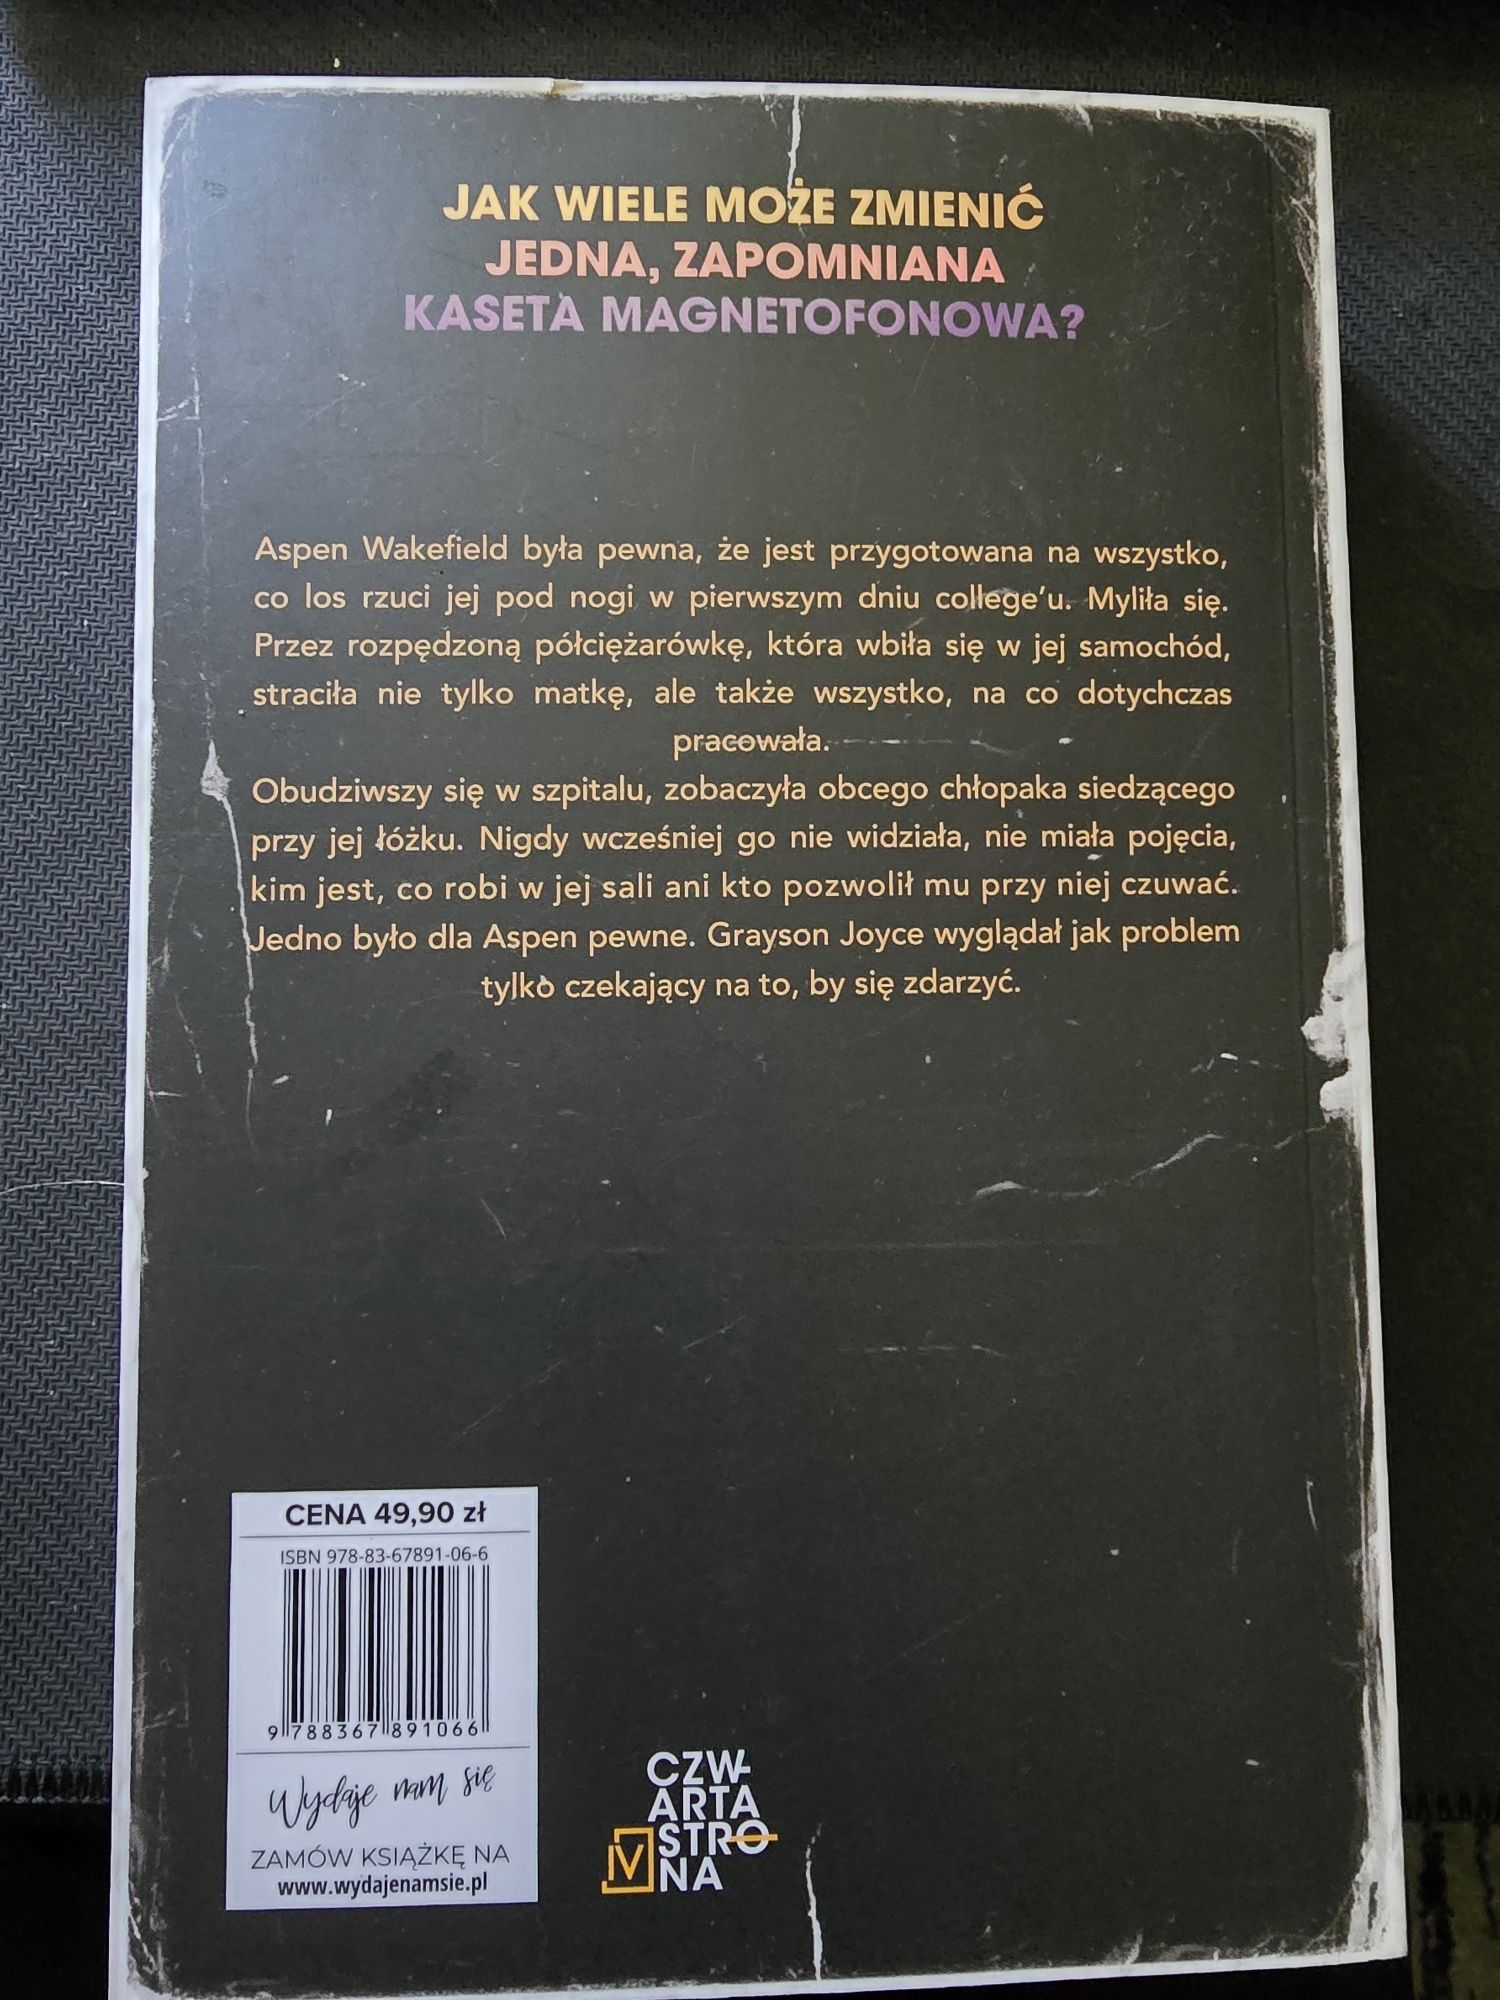 JAK WIELE MOŻE ZMIENIĆ
JEDNA, ZAPOMNIANA
KASETA MAGNETOFONOWA?
Aspen Wakefield była pewna, że jest przygotowana na wszystko,
co los rzuci jej pod nogi w pierwszym dniu college'u. Myliła się.
Przez rozpędzoną półciężarówkę, która wbiła się w jej samochód,
straciła nie tylko matkę, ale także wszystko, na co dotychczas
pracowała.
Obudziwszy się w szpitalu, zobaczyła obcego chłopaka siedzącego
przy jej łóżku. Nigdy wcześniej go nie widziała, nie miała pojęcia,
kim jest, co robi w jej sali ani kto pozwolił mu przy niej czuwać.
Jedno było dla Aspen pewne. Grayson Joyce wyglądał jak problem
tylko czekający na to, by się zdarzyć.
CENA 49,90 zł
ISBN 978-83-67891-06-6
9 788367 891066
Wydaje nam się
ZAMÓW KSIĄŻKĘ NA
www.wydajenamsie.pl
CZW-
ARTA
STRO
NA
IV